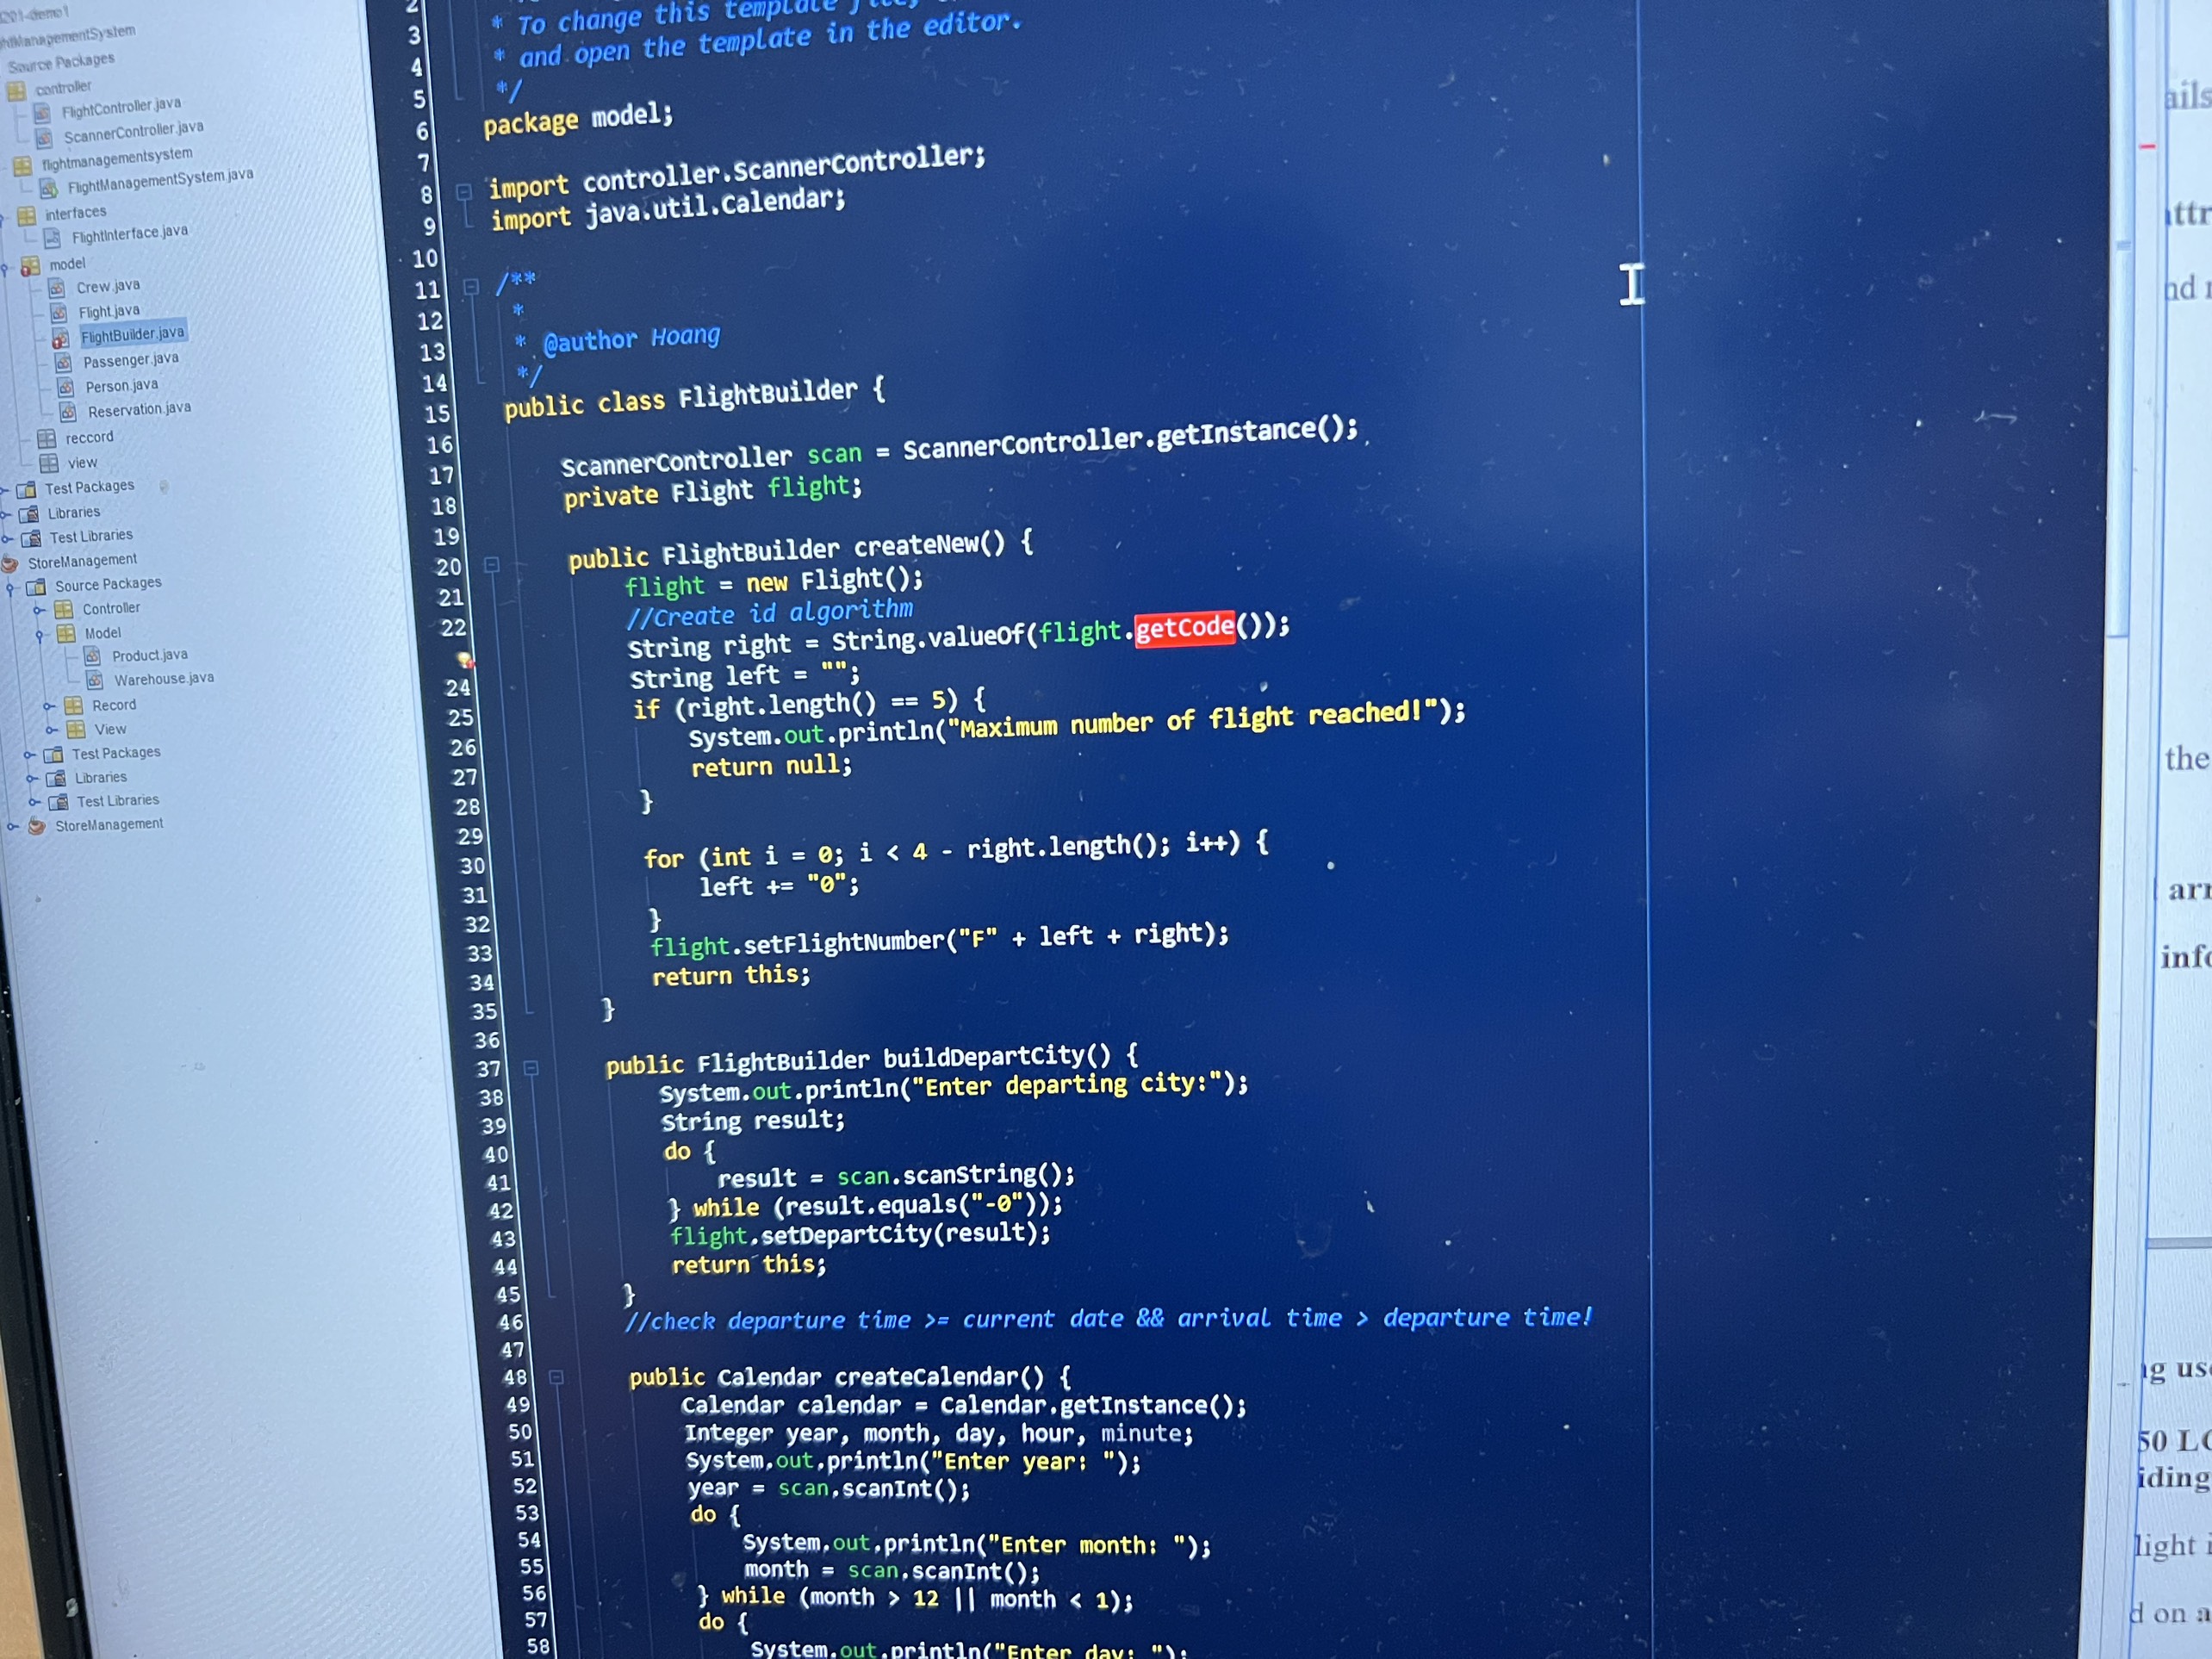 Source Packages
controller
FlightController.java
ScannerController.java
flightmanagementsystem
FlightManagementSystem.java
interfaces
FlightInterface.java
model
Crew.java
Flight.java
FlightBuilder.java
Passenger.java
Person.java
Reservation.java
reccord
view
Test Packages
Libraries
Test Libraries
StoreManagement
Source Packages
Controller
Model
Product.java
Warehouse.java
Record
View
Test Packages
Libraries
Test Libraries
StoreManagement
2
3 * To change this template
4 * and open the template in the editor.
5 */
6 package model;
7
8 import controller.ScannerController;
9 import java.util.Calendar;
10
11 /**
12 *
13 * @author Hoang
14 */
15 public class FlightBuilder {
16
17 ScannerController scan = ScannerController.getInstance();
18 private Flight flight;
19
20 public FlightBuilder createNew() {
21 flight = new Flight();
22 //Create id algorithm
String right = String.valueOf(flight.getCode());
24 String left = "";
25 if (right.length() == 5) {
26 System.out.println("Maximum number of flight reached!");
27 return null;
28 }
29
30 for (int i = 0; i < 4 - right.length(); i++) {
31 left += "0";
32 }
33 flight.setFlightNumber("F" + left + right);
34 return this;
35 }
36
37 public FlightBuilder buildDepartCity() {
38 System.out.println("Enter departing city:");
39 String result;
40 do {
41 result = scan.scanString();
42 } while (result.equals("-0"));
43 flight.setDepartCity(result);
44 return this;
45 }
46 //check departure time >= current date && arrival time > departure time!
47
48 public Calendar createCalendar() {
49 Calendar calendar = Calendar.getInstance();
50 Integer year, month, day, hour, minute;
51 System.out.println("Enter year: ");
52 year = scan.scanInt();
53 do {
54 System.out.println("Enter month: ");
55 month = scan.scanInt();
56 } while (month > 12 || month < 1);
57 do {
58 System.out.println("Enter day: ");
the
50
d on a